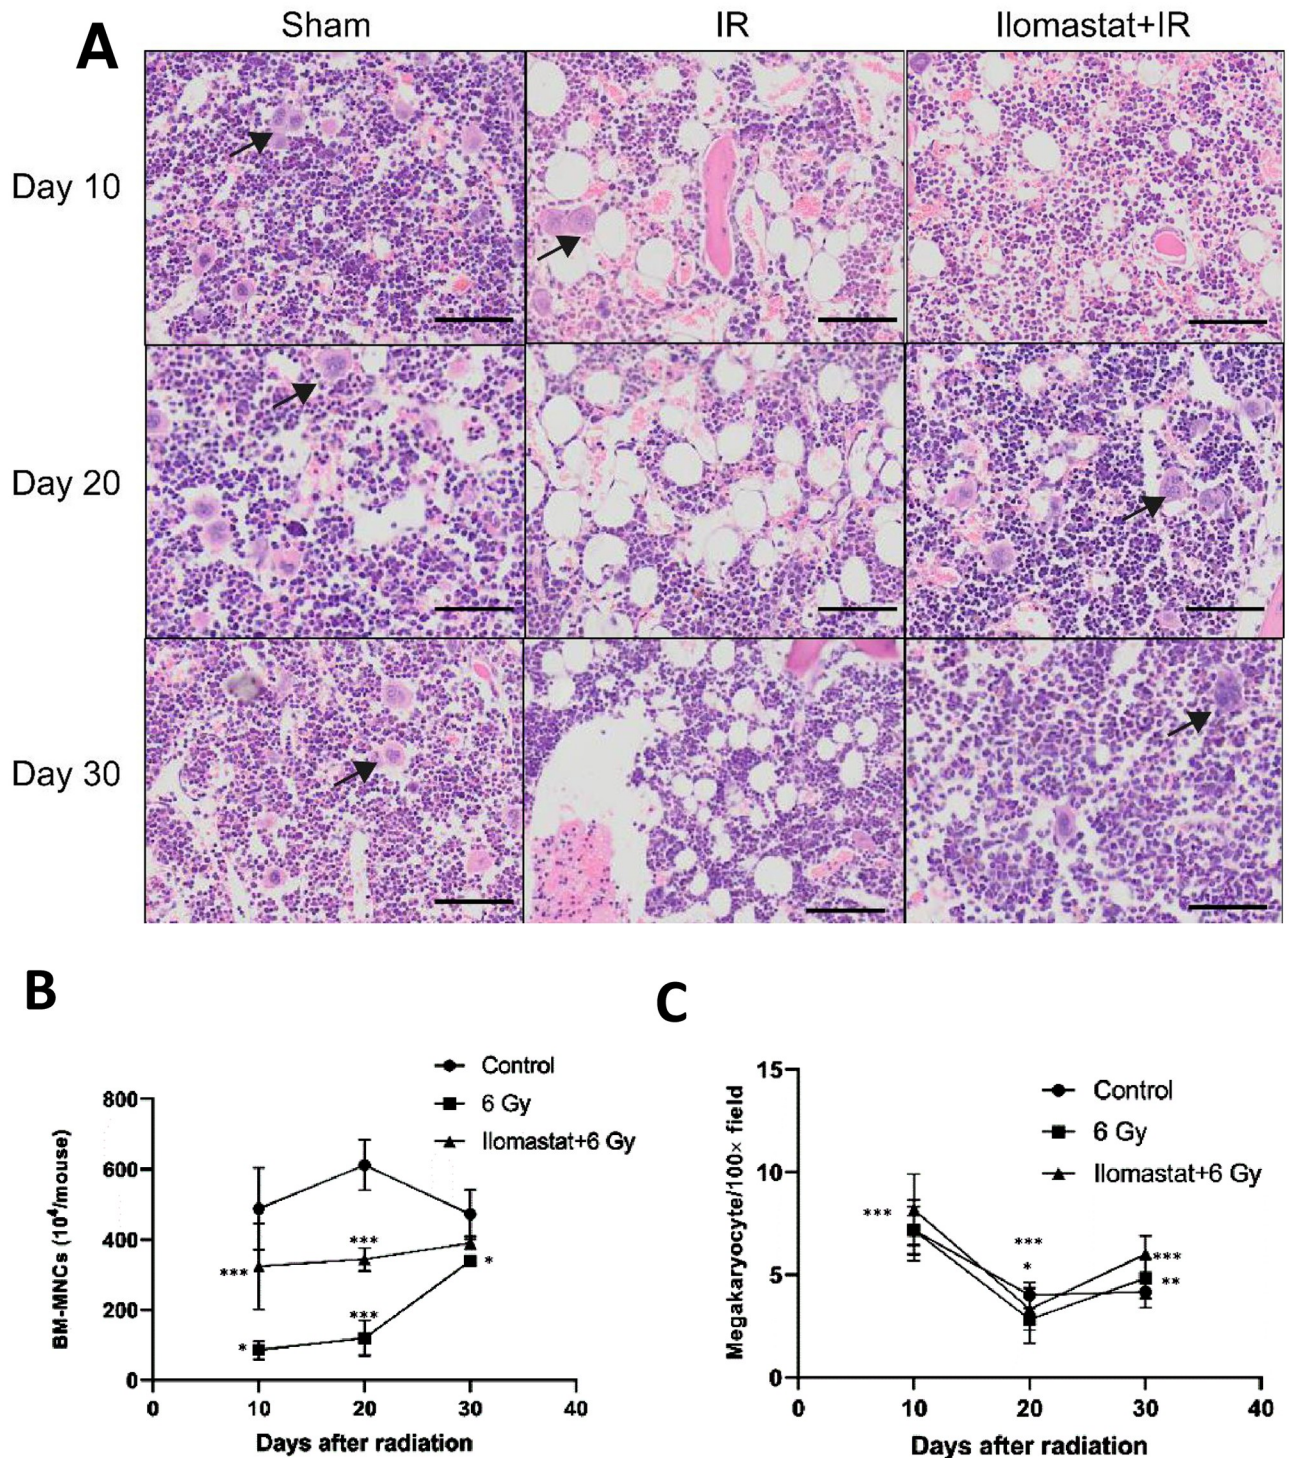 A
Sham
IR
Ilomastat+IR
Day 10
Day 20
Day 30
B
Control
6 Gy
Ilomastat+6 Gy
BM-MNCs (10⁴/mouse)
800
600
400
200
0
***
***
***
*
*
0
10
20
30
40
Days after radiation
C
Control
6 Gy
Ilomastat+6 Gy
Megakaryocyte/100× field
15
10
5
0
***
***
*
***
**
0
10
20
30
40
Days after radiation